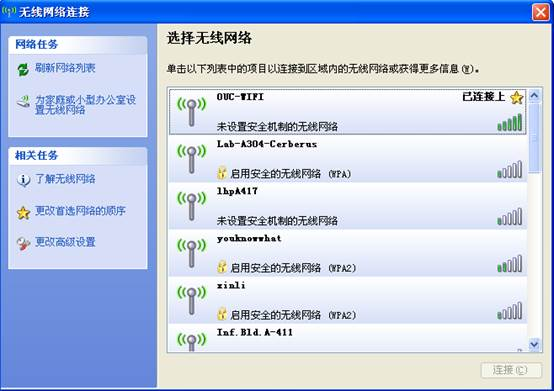 无线网络连接
网络任务
刷新网络列表
为家庭或小型办公室设
置无线网络
相关任务
了解无线网络
更改首选网络的顺序
更改高级设置
选择无线网络
单击以下列表中的项目以连接到区域内的无线网络或获得更多信息(W)。
OUC-WIFI 已连接上
未设置安全机制的无线网络
Lab-A304-Cerberus
启用安全的无线网络 (WPA)
lhpA417
未设置安全机制的无线网络
youknowwhat
启用安全的无线网络 (WPA2)
xinli
启用安全的无线网络 (WPA2)
Inf.Bld.A-411
连接(C)